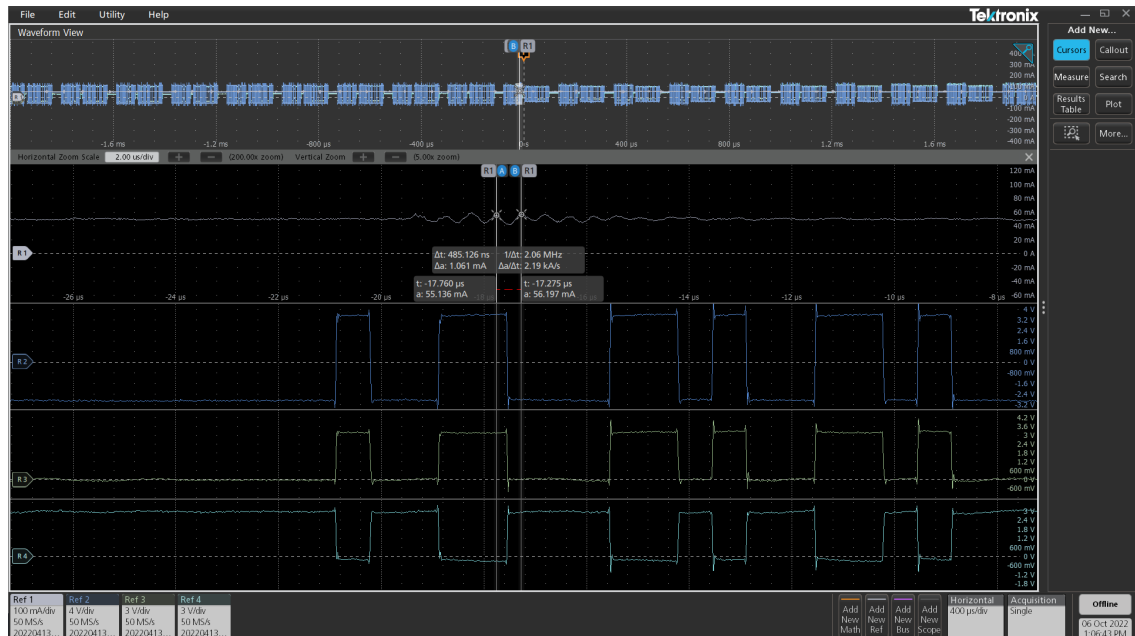 File Edit Utility Help Tektronix
Waveform View Add New...
B R1
Cursors Callout
Measure Search
Results Table Plot
More...
300 mA
200 mA
-100 mA
-200 mA
-300 mA
-400 mA
-1.6 ms -1.2 ms -800 µs -400 µs 0s 400 µs 800 µs 1.2 ms 1.6 ms
Horizontal Zoom Scale 2.00 us/div + − (200.00x zoom) Vertical Zoom + − (5.00x zoom)
R1 A B R1
120 mA
100 mA
80 mA
60 mA
40 mA
20 mA
R 1 0 A
-20 mA
-40 mA
-60 mA
Δt: 485.126 ns 1/Δt: 2.06 MHz
Δa: 1.061 mA Δa/Δt: 2.19 kA/s
t: -17.760 µs t: -17.275 µs
a: 55.136 mA a: 56.197 mA
-26 µs -24 µs -22 µs -20 µs -14 µs -12 µs -10 µs -8 µs
4 V
3.2 V
2.4 V
1.6 V
800 mV
R 2 0 V
-800 mV
-1.6 V
-2.4 V
-3.2 V
4.2 V
3.6 V
3 V
2.4 V
1.8 V
1.2 V
600 mV
R 3 0 V
-600 mV
3 V
2.4 V
1.8 V
1.2 V
600 mV
R 4 0 V
-600 mV
-1.2 V
-1.8 V
Ref 1 Ref 2 Ref 3 Ref 4
100 mA/div 4 V/div 3 V/div 3 V/div
50 MS/s 50 MS/s 50 MS/s 50 MS/s
20220413... 20220413... 20220413... 20220413...
Add New Math
Add New Ref
Add New Bus
Add New Scope
Horizontal
400 µs/div
Acquisition
Single
Offline
06 Oct 2022
1:06:43 PM